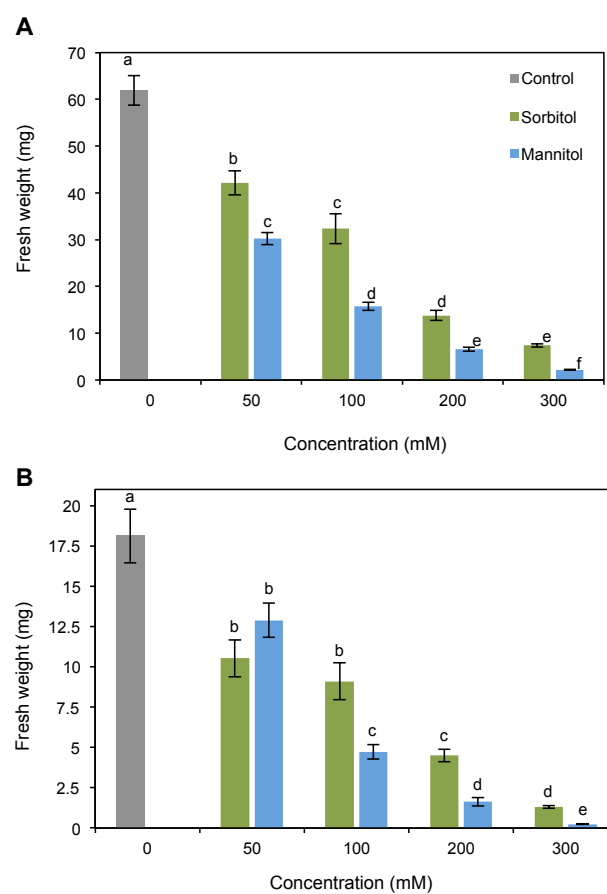 A
Fresh weight (mg)
70
60
50
40
30
20
10
0
a
b
c
c
d
d
e
e
f
Control
Sorbitol
Mannitol
0 50 100 200 300
Concentration (mM)
B
Fresh weight (mg)
20
17.5
15
12.5
10
7.5
5
2.5
0
a
b
b
b
c
c
d
d
e
0 50 100 200 300
Concentration (mM)